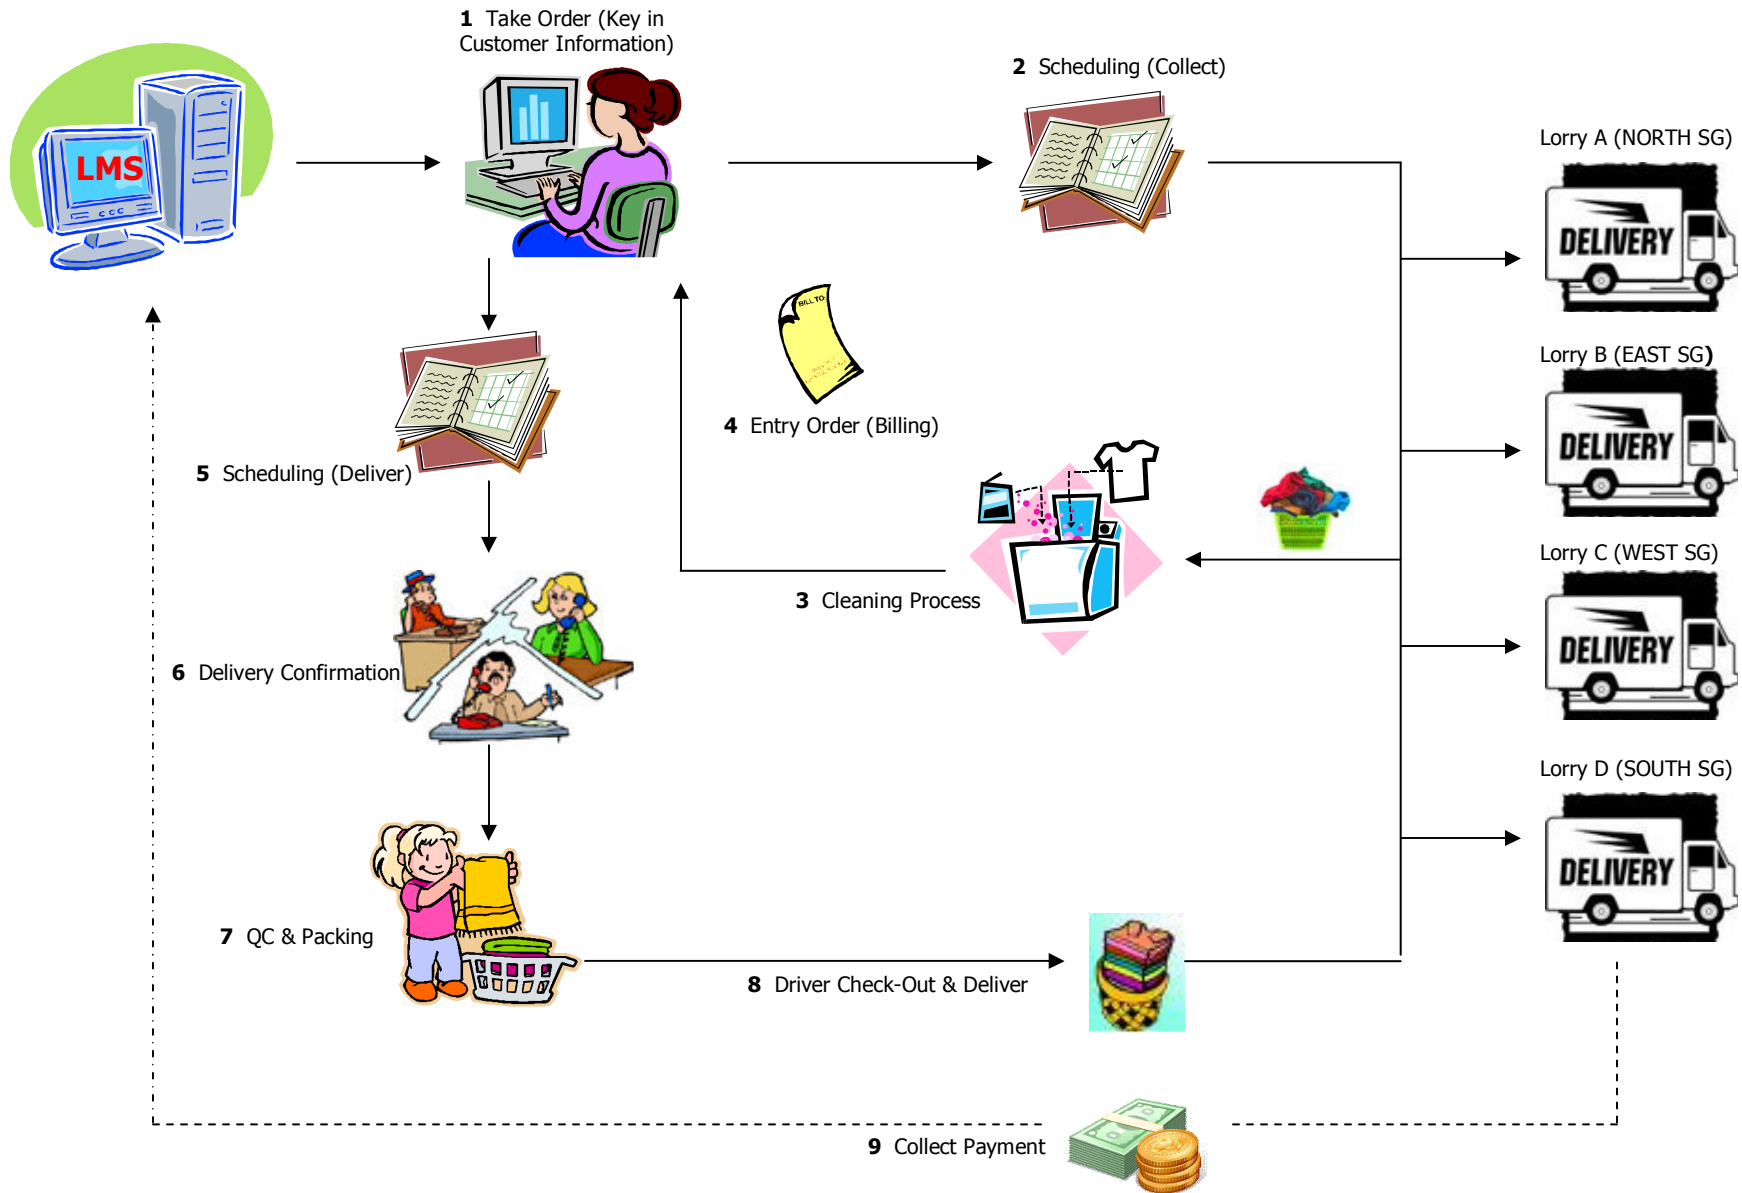 1 Take Order (Key in
Customer Information)
2 Scheduling (Collect)
LMS
Lorry A (NORTH SG)
DELIVERY
BILL TO:
Lorry B (EAST SG)
DELIVERY
4 Entry Order (Billing)
5 Scheduling (Deliver)
Lorry C (WEST SG)
DELIVERY
3 Cleaning Process
6 Delivery Confirmation
Lorry D (SOUTH SG)
DELIVERY
7 QC & Packing
8 Driver Check-Out & Deliver
9 Collect Payment